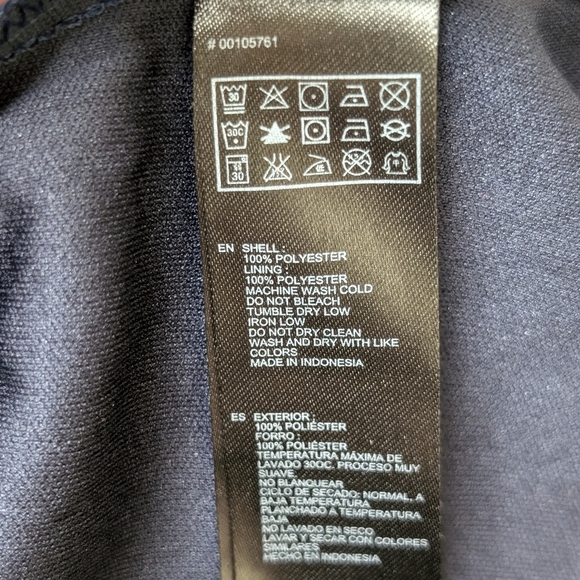 # 00105761
30
30C
30
EN SHELL :
100% POLYESTER
LINING :
100% POLYESTER
MACHINE WASH COLD
DO NOT BLEACH
TUMBLE DRY LOW
IRON LOW
DO NOT DRY CLEAN
WASH AND DRY WITH LIKE
COLORS
MADE IN INDONESIA
ES EXTERIOR :
100% POLIÉSTER
FORRO :
100% POLIÉSTER
TEMPERATURA MÁXIMA DE
LAVADO 30OC. PROCESO MUY
SUAVE
NO BLANQUEAR
CICLO DE SECADO: NORMAL, A
BAJA TEMPERATURA
PLANCHADO A TEMPERATURA
BAJA
NO LAVADO EN SECO
LAVAR Y SECAR CON COLORES
SIMILARES
HECHO EN INDONESIA